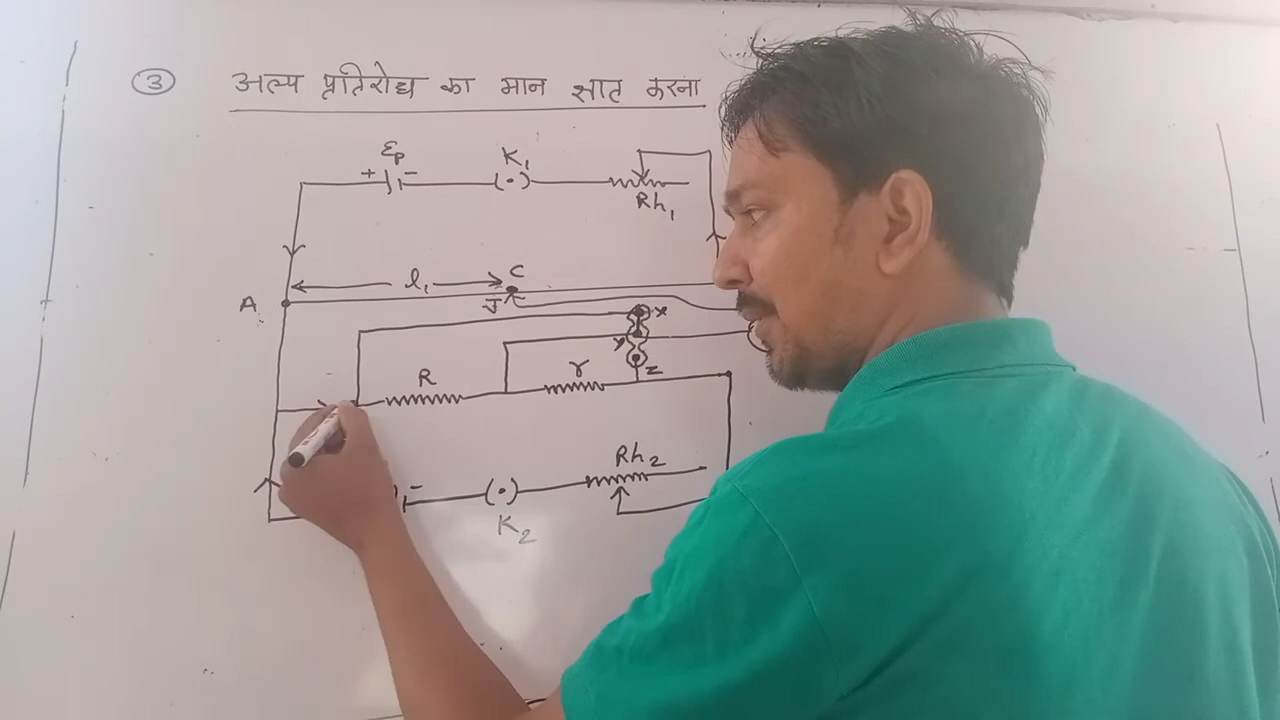 ③ अल्प प्रतिरोध का मान ज्ञात करना
+ Ep - K₁
Rh₁
l₁ C
A J
x
y
R r z
Rh₂
-
K₂